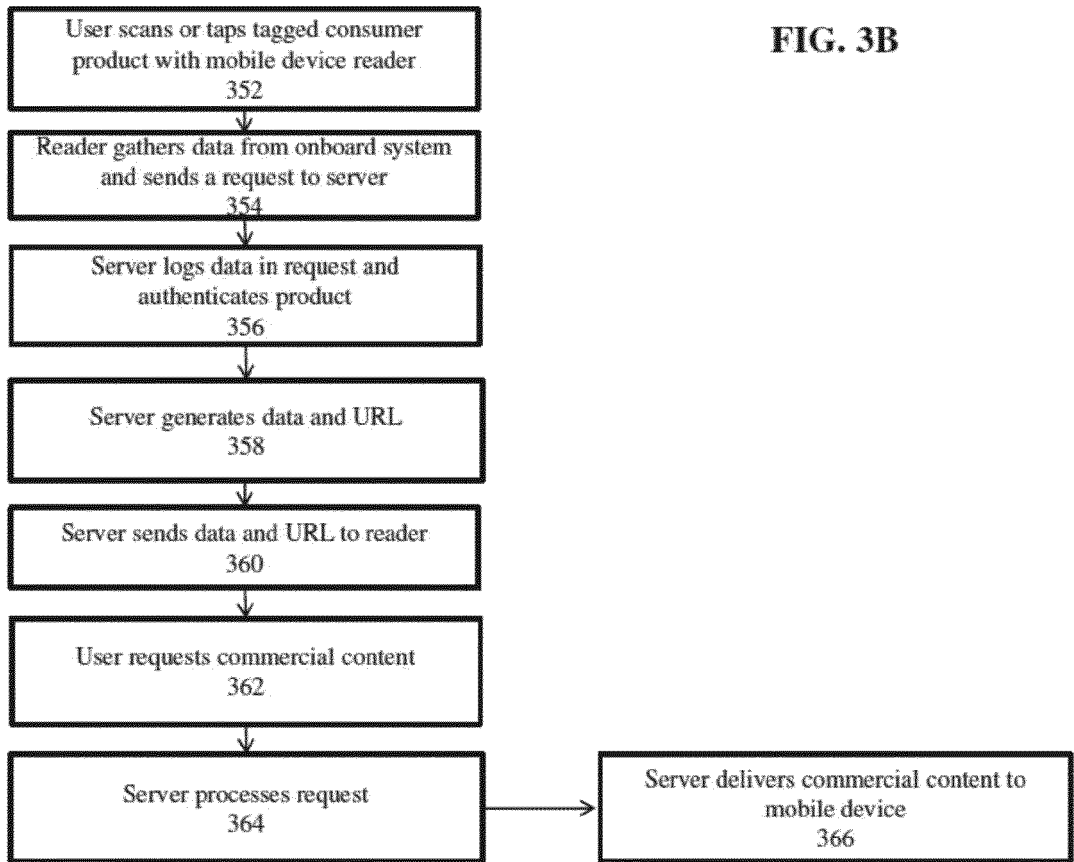 FIG. 3B
User scans or taps tagged consumer
product with mobile device reader
352
Reader gathers data from onboard system
and sends a request to server
354
Server logs data in request and
authenticates product
356
Server generates data and URL
358
Server sends data and URL to reader
360
User requests commercial content
362
Server processes request
364
Server delivers commercial content to
mobile device
366